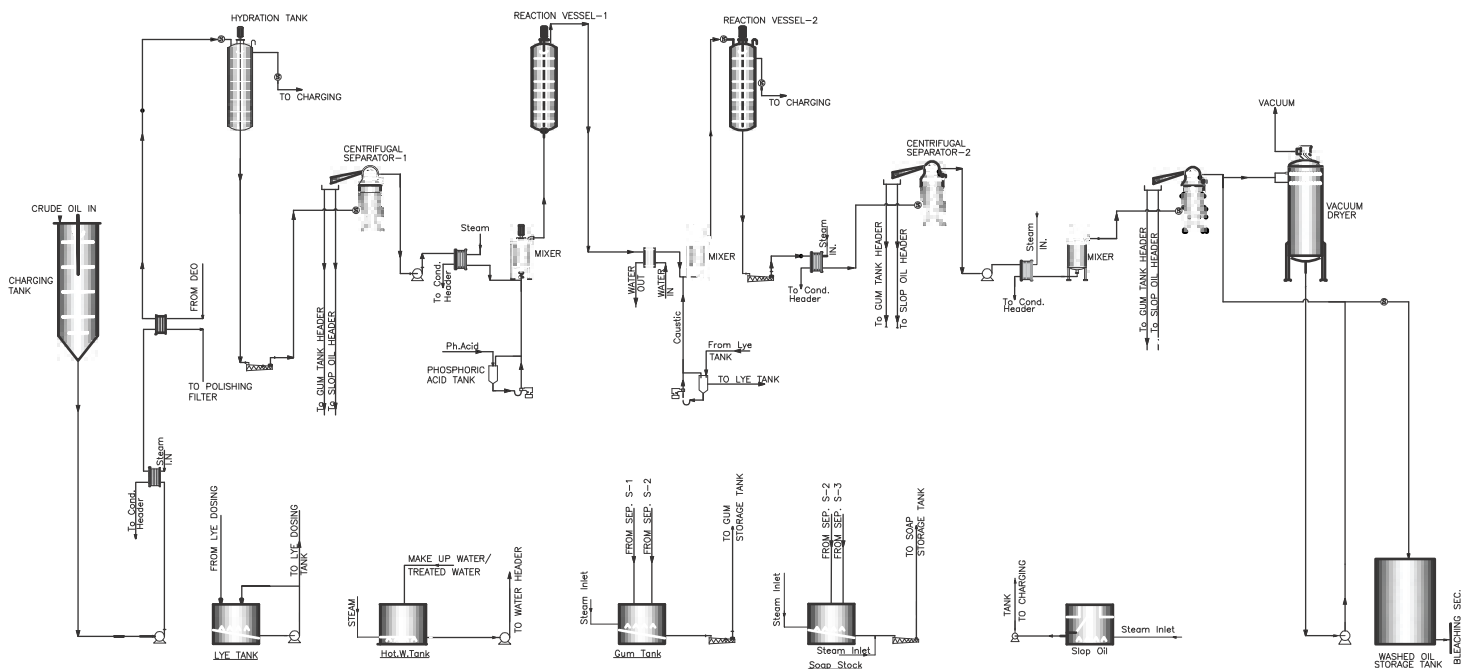 HYDRATION TANK
REACTION VESSEL-1
REACTION VESSEL-2
TO CHARGING
TO CHARGING
VACUUM
CENTRIFUGAL
SEPARATOR-1
CENTRIFUGAL
SEPARATOR-2
CRUDE OIL IN
VACUUM
DRYER
CHARGING
TANK
FROM DEO
Steam
MIXER
MIXER
Steam
IN.
Steam
IN.
MIXER
To Cond.
Header
WATER
OUT
WATER
IN
To Cond.
Header
To Cond.
Header
To GUM TANK HEADER
To SLOP OIL HEADER
To GUM TANK HEADER
To SLOP OIL HEADER
To GUM TANK HEADER
To SLOP OIL HEADER
Caustic
Ph.Acid
From Lye
TANK
PHOSPHORIC
ACID TANK
TO LYE TANK
TO POLISHING
FILTER
Steam
I.N
To Cond.
Header
FROM LYE DOSING
TO LYE DOSING
TANK
LYE TANK
STEAM
MAKE UP WATER/
TREATED WATER
TO WATER HEADER
Hot.W.Tank
Steam Inlet
FROM SEP. S-1
FROM SEP. S-2
TO GUM
STORAGE TANK
Gum Tank
Steam Inlet
FROM SEP. S-2
FROM SEP. S-3
TO SOAP
STORAGE TANK
Steam Inlet
Soap Stock
TANK
TO CHARGING
Steam Inlet
Slop Oil
WASHED OIL
STORAGE TANK
BLEACHING SEC.